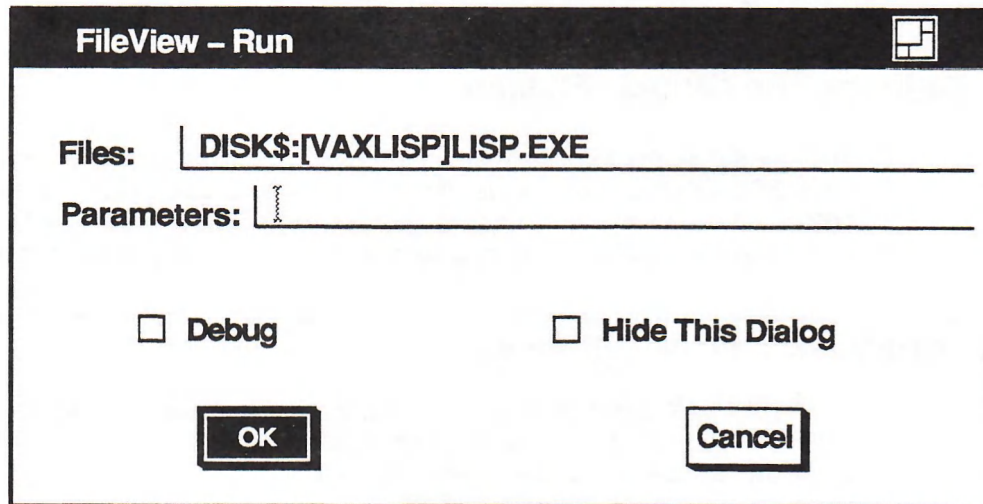 FileView – Run
Files: DISK$:[VAXLISP]LISP.EXE
Parameters:
Debug Hide This Dialog
OK Cancel